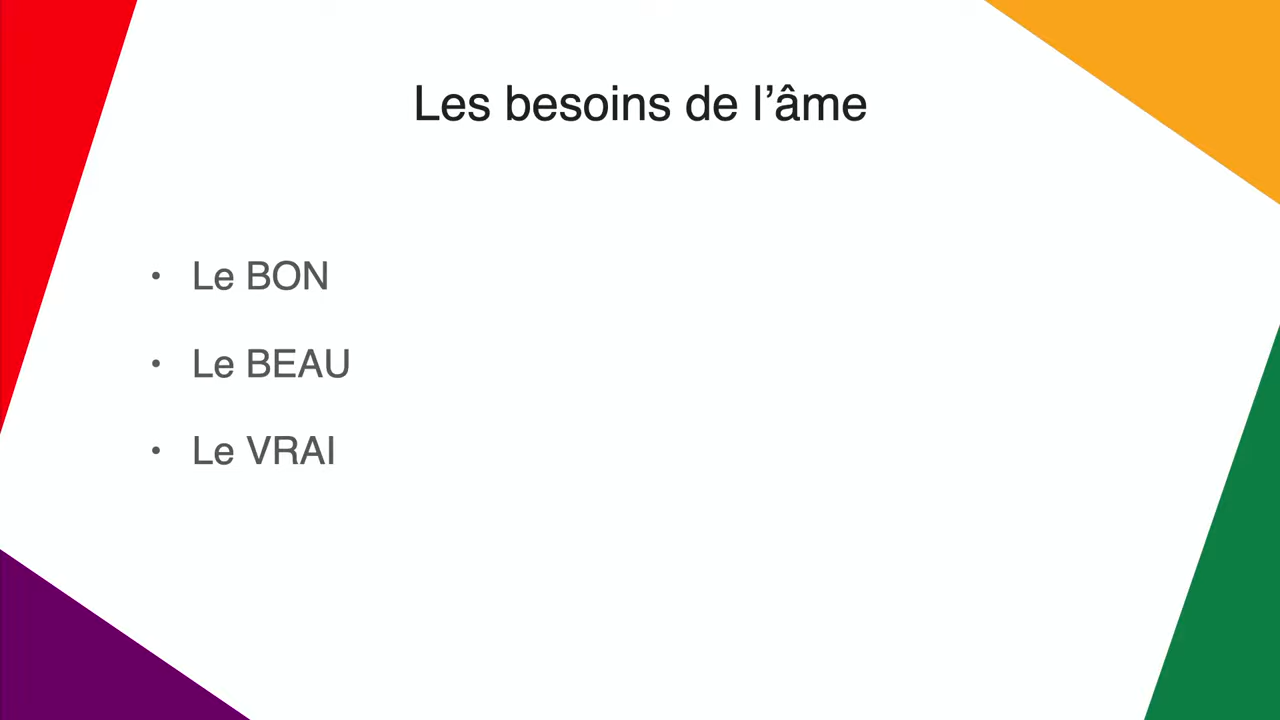 Les besoins de l’âme
• Le BON
• Le BEAU
• Le VRAI